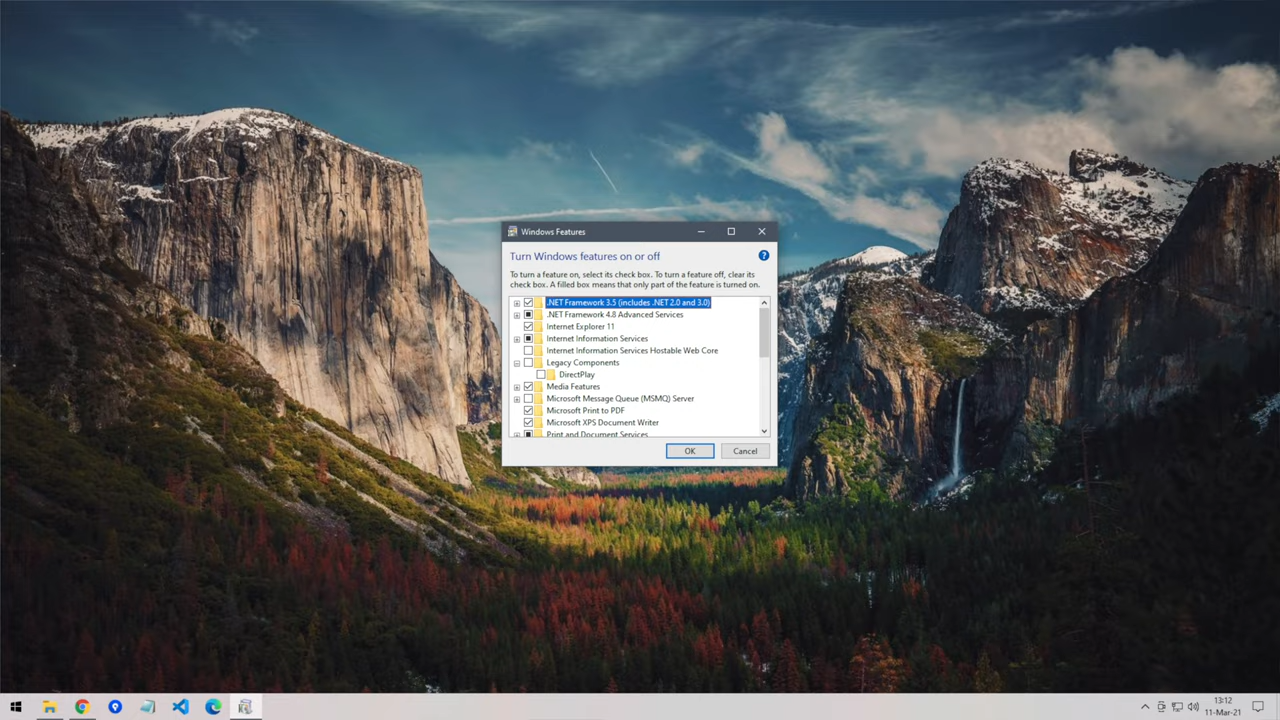 Windows Features
Turn Windows features on or off
To turn a feature on, select its check box. To turn a feature off, clear its
check box. A filled box means that only part of the feature is turned on.
.NET Framework 3.5 (includes .NET 2.0 and 3.0)
.NET Framework 4.8 Advanced Services
Internet Explorer 11
Internet Information Services
Internet Information Services Hostable Web Core
Legacy Components
DirectPlay
Media Features
Microsoft Message Queue (MSMQ) Server
Microsoft Print to PDF
Microsoft XPS Document Writer
Print and Document Services
OK
Cancel
13:12
11-Mar-21